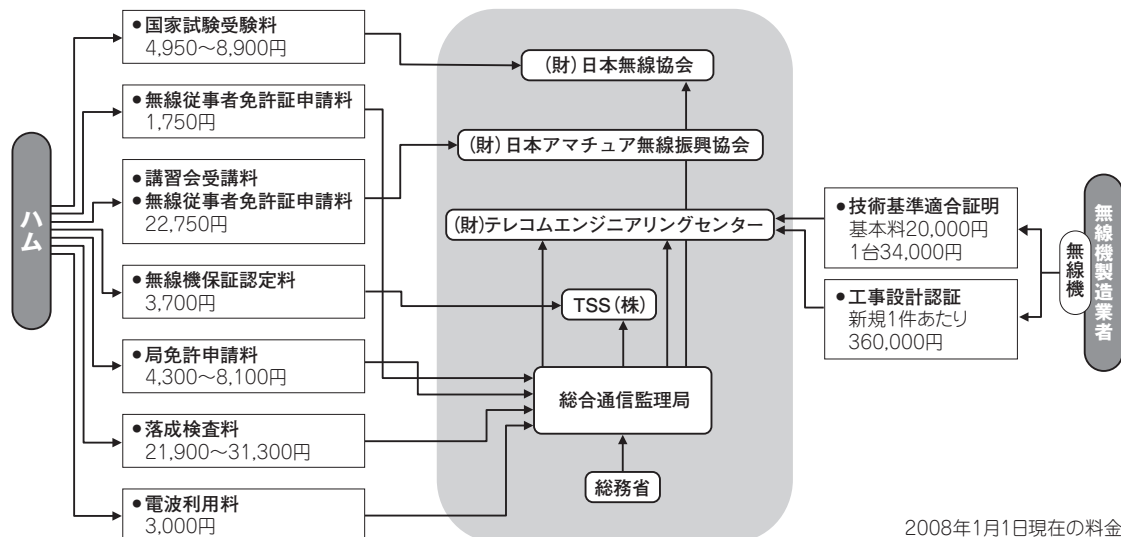 ハム
●国家試験受験料
4,950〜8,900円
●無線従事者免許証申請料
1,750円
●講習会受講料
●無線従事者免許証申請料
22,750円
●無線機保証認定料
3,700円
●局免許申請料
4,300〜8,100円
●落成検査料
21,900〜31,300円
●電波利用料
3,000円
(財)日本無線協会
(財)日本アマチュア無線振興協会
(財)テレコムエンジニアリングセンター
TSS(株)
総合通信監理局
総務省
●技術基準適合証明
基本料20,000円
1台34,000円
●工事設計認証
新規1件あたり
360,000円
無線機
無線機製造業者
2008年1月1日現在の料金